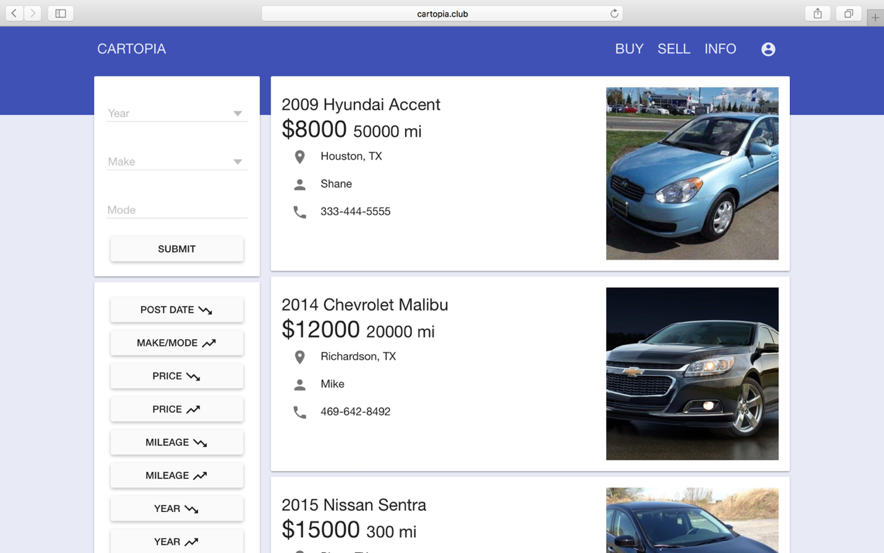 cartopia.club
CARTOPIA
BUY SELL INFO
Year
Make
Mode
SUBMIT
POST DATE
MAKE/MODE
PRICE
PRICE
MILEAGE
MILEAGE
YEAR
YEAR
2009 Hyundai Accent
$8000 50000 mi
Houston, TX
Shane
333-444-5555
2014 Chevrolet Malibu
$12000 20000 mi
Richardson, TX
Mike
469-642-8492
2015 Nissan Sentra
$15000 300 mi